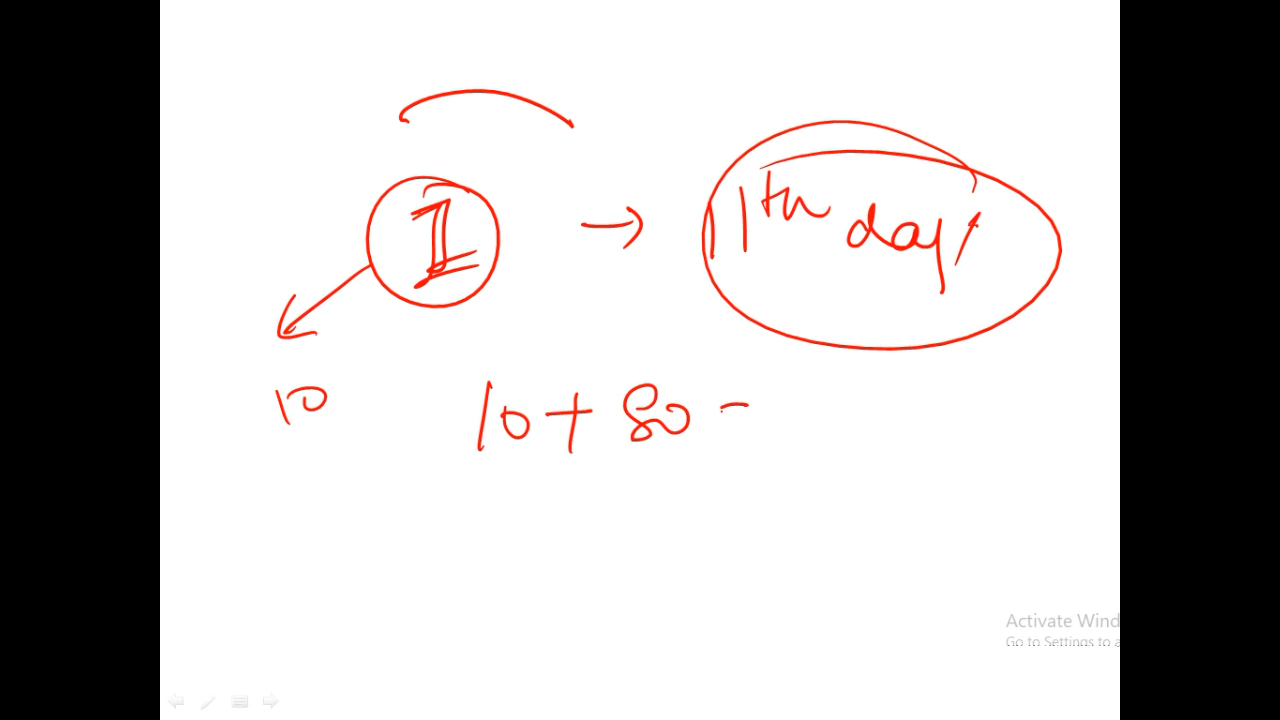 I → 11th day
10
10 + 80 -
Activate Wind
Go to Settings to a